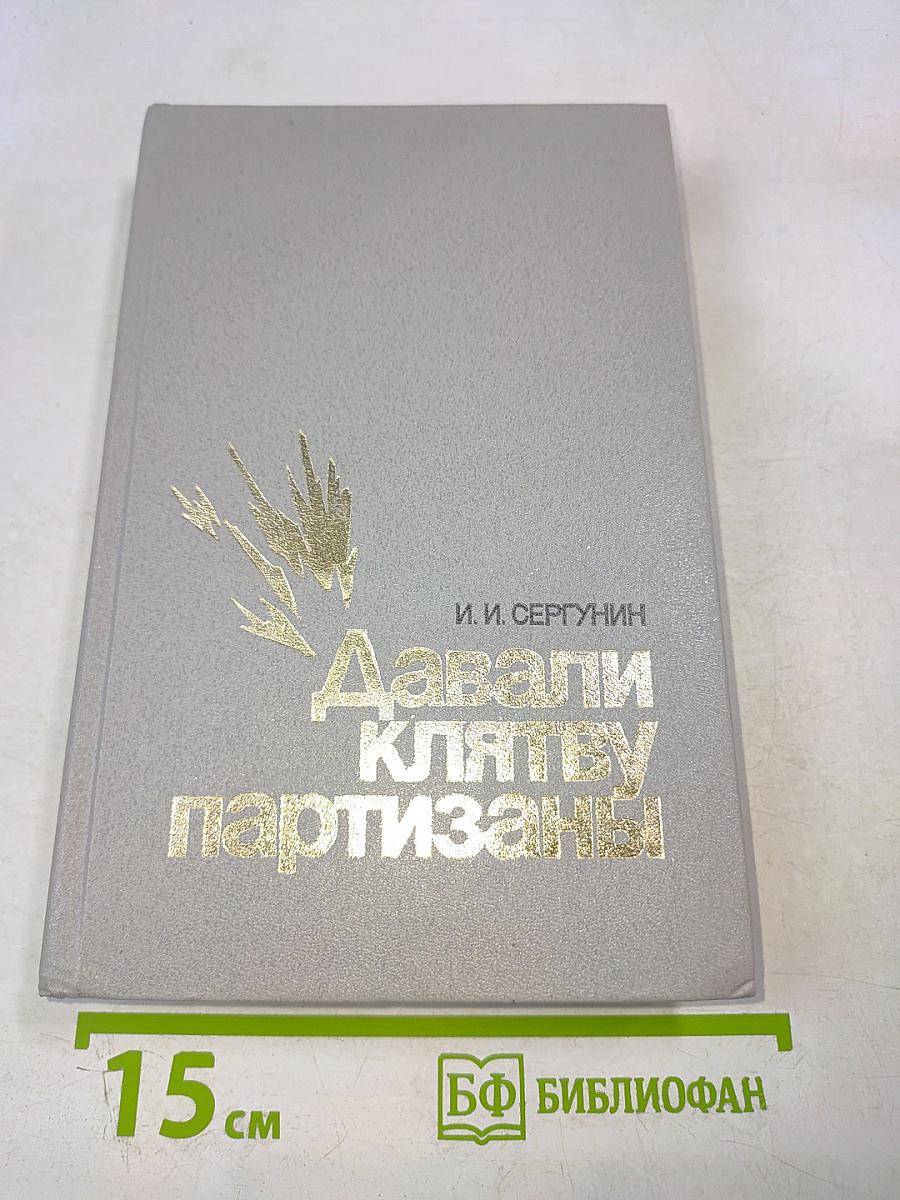 И. И. СЕРГУНИН
Давали
клятву
партизаны
15 см
БФ БИБЛИОФАН